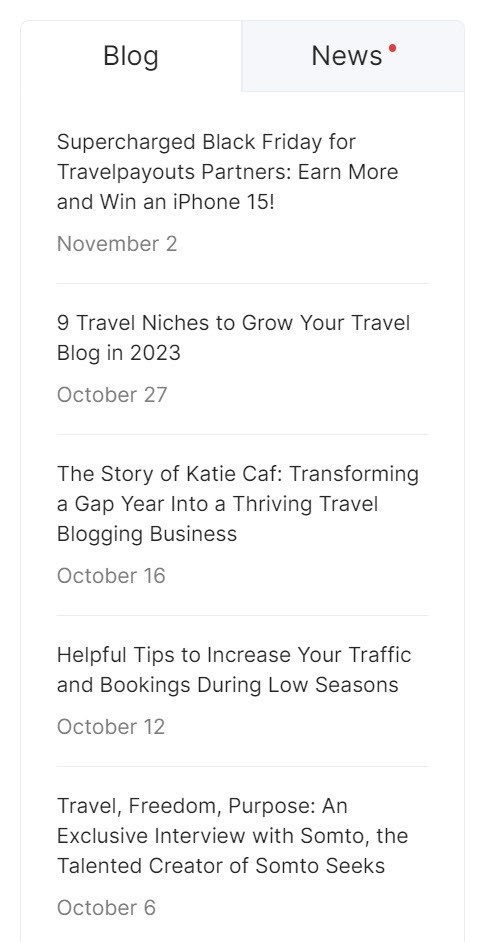 Blog
News
Supercharged Black Friday for
Travelpayouts Partners: Earn More
and Win an iPhone 15!
November 2
9 Travel Niches to Grow Your Travel
Blog in 2023
October 27
The Story of Katie Caf: Transforming
a Gap Year Into a Thriving Travel
Blogging Business
October 16
Helpful Tips to Increase Your Traffic
and Bookings During Low Seasons
October 12
Travel, Freedom, Purpose: An
Exclusive Interview with Somto, the
Talented Creator of Somto Seeks
October 6